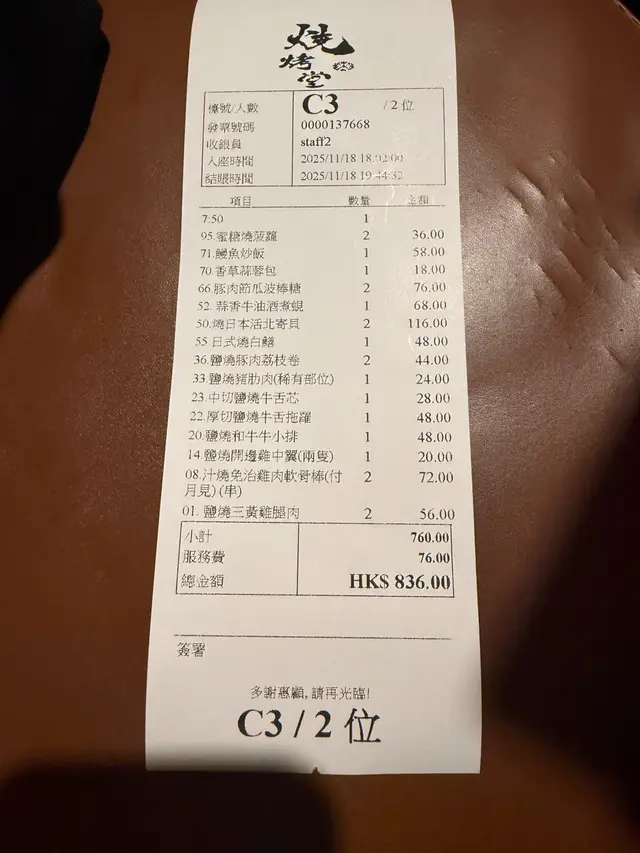 燒烤堂
檯號/人數 C3 / 2 位
發票號碼 0000137668
收銀員 staff2
入座時間 2025/11/18 18:02:00
結賬時間 2025/11/18 19:44:32
項目 數量 金額
7:50 1
95.蜜糖燒菠蘿 2 36.00
71.鰻魚炒飯 1 58.00
70.香草蒜蓉包 1 18.00
66.豚肉節瓜波棒糖 2 76.00
52. 蒜香牛油酒煮蜆 1 68.00
50.燒日本活北寄貝 2 116.00
55 日式燒白鱔 1 48.00
36.鹽燒豚肉荔枝卷 2 44.00
33.鹽燒豬肋肉(稀有部位) 1 24.00
23.中切鹽燒牛舌芯 1 28.00
22.厚切鹽燒牛舌拖羅 1 48.00
20.鹽燒和牛牛小排 1 48.00
14.鹽燒開邊雞中翼(兩隻) 1 20.00
08.汁燒免治雞肉軟骨棒(付 2 72.00
月見) (串)
01. 鹽燒三黃雞腿肉 2 56.00
小計 760.00
服務費 76.00
總金額 HK$ 836.00
簽署
多謝惠顧,請再光臨!
C3 / 2 位